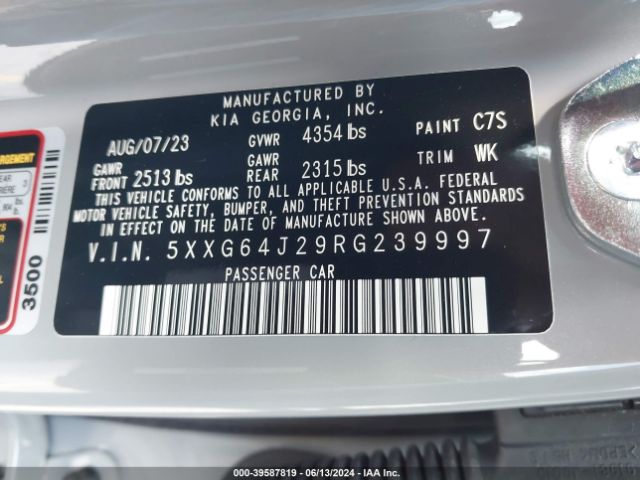 MANUFACTURED BY
KIA GEORGIA, INC.
AUG/07/23 GVWR 4354 lbs PAINT C7S
GAWR FRONT 2513 lbs GAWR REAR 2315 lbs TRIM WK
THIS VEHICLE CONFORMS TO ALL APPLICABLE U.S.A. FEDERAL
MOTOR VEHICLE SAFETY, BUMPER, AND THEFT PREVENTION STANDARDS
IN EFFECT ON THE DATE OF MANUFACTURE SHOWN ABOVE.
V.I.N. 5XXG64J29RG239997
PASSENGER CAR
3500
000-39587819 - 06/13/2024 - IAA Inc.